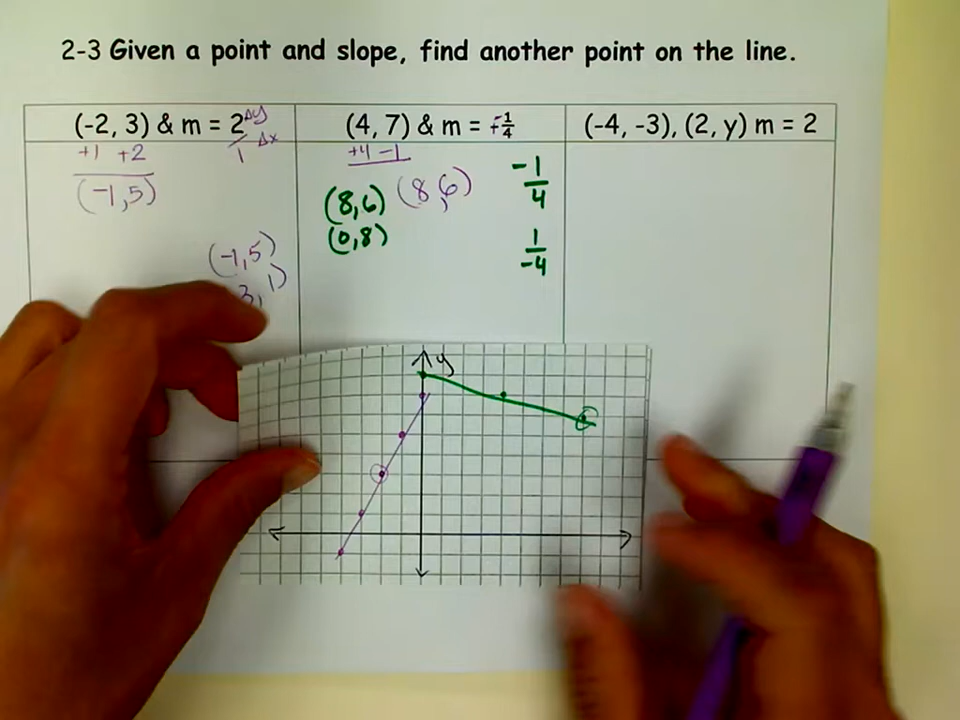 2-3 Given a point and slope, find another point on the line.
(-2, 3) & m = 2 Δy
/1 Δx
+1 +2
(-1,5)
(-1,5)
3, 1)
(4, 7) & m = -1/4
+4 -1
(8,6) (8,6)
(0,8)
-1/4
1/-4
(-4, -3), (2, y) m = 2
y